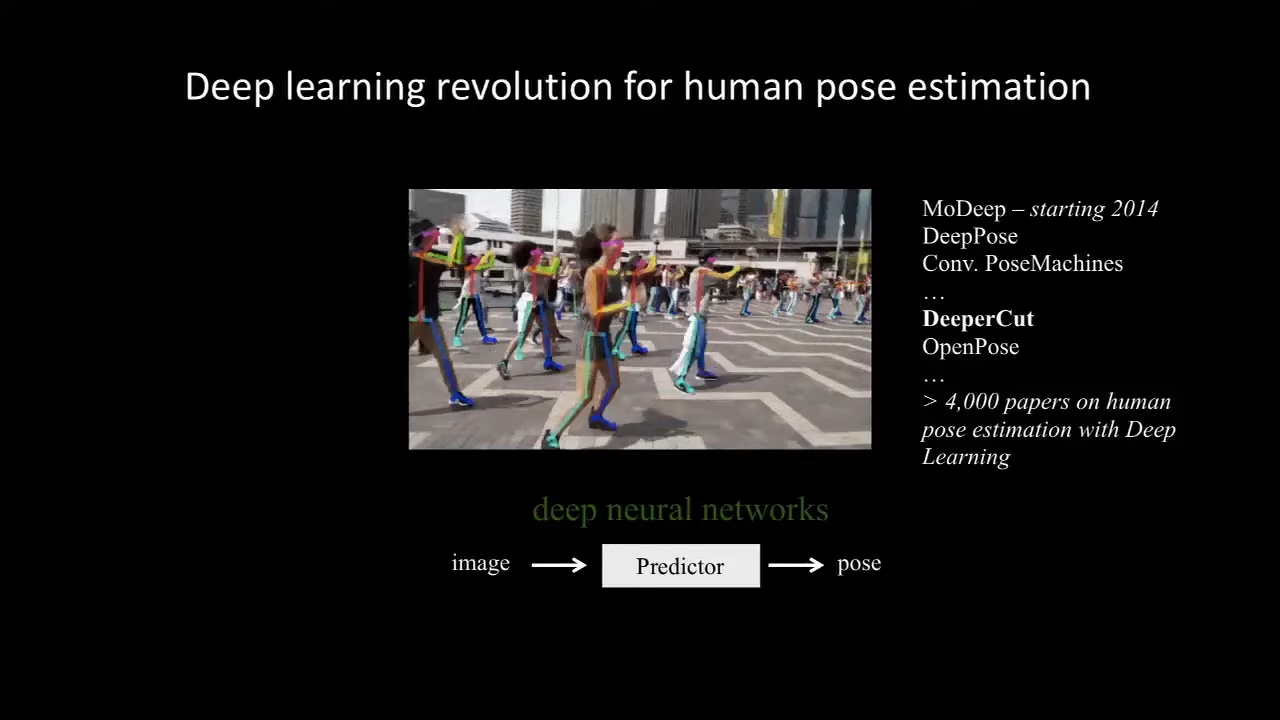 Deep learning revolution for human pose estimation
MoDeep – starting 2014
DeepPose
Conv. PoseMachines
…
DeeperCut
OpenPose
…
> 4,000 papers on human
pose estimation with Deep
Learning
deep neural networks
image
Predictor
pose